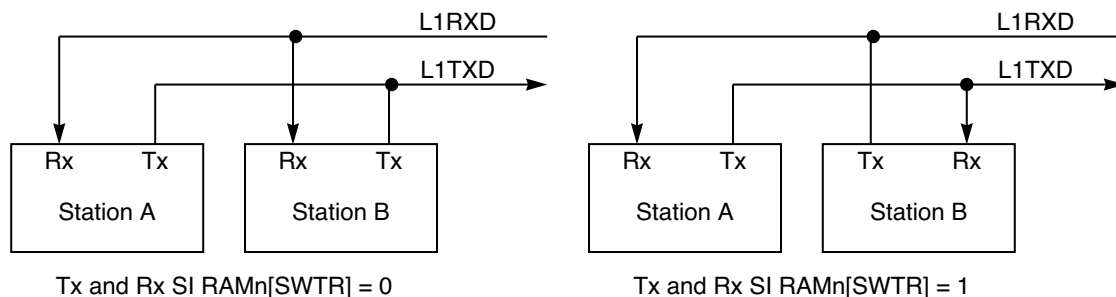 L1RXD
L1TXD
Rx Tx
Station A
Rx Tx
Station B
Tx and Rx SI RAMn[SWTR] = 0
L1RXD
L1TXD
Rx Tx
Station A
Tx Rx
Station B
Tx and Rx SI RAMn[SWTR] = 1